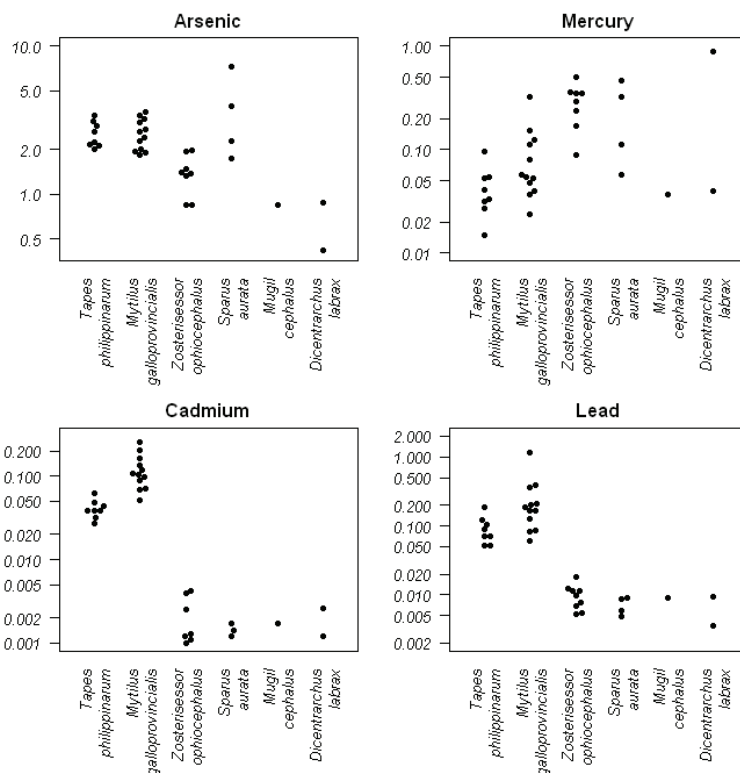 Arsenic
10.0
5.0
2.0
1.0
0.5
Tapes
philippinarum
Mytilus
galloprovincialis
Zosterisessor
ophiocephalus
Sparus
aurata
Mugil
cephalus
Dicentrarchus
labrax
Mercury
1.00
0.50
0.10
0.05
0.01
Tapes
philippinarum
Mytilus
galloprovincialis
Zosterisessor
ophiocephalus
Sparus
aurata
Mugil
cephalus
Dicentrarchus
labrax
Cadmium
0.200
0.100
0.050
0.020
0.010
0.005
0.002
0.001
Tapes
philippinarum
Mytilus
galloprovincialis
Zosterisessor
ophiocephalus
Sparus
aurata
Mugil
cephalus
Dicentrarchus
labrax
Lead
2.000
1.000
0.500
0.200
0.100
0.050
0.020
0.010
0.005
0.002
Tapes
philippinarum
Mytilus
galloprovincialis
Zosterisessor
ophiocephalus
Sparus
aurata
Mugil
cephalus
Dicentrarchus
labrax